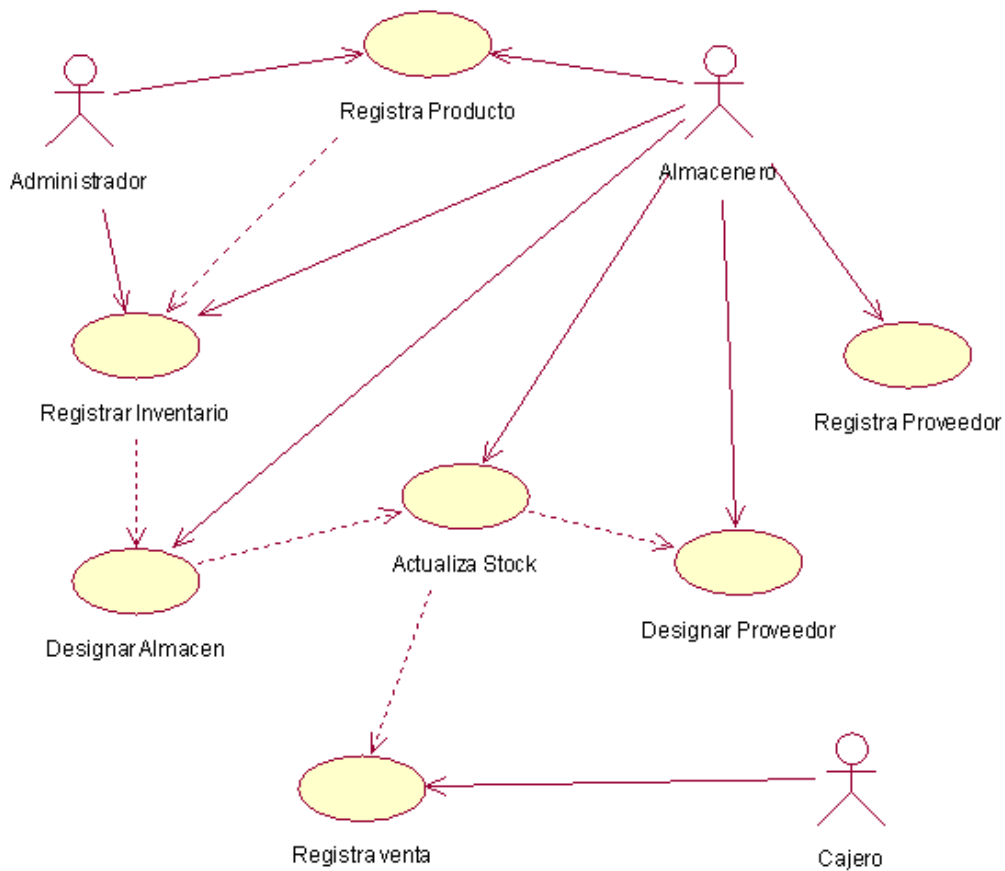 Registra Producto
Almacenero
Administrador
Registrar Inventario
Registra Proveedor
Actualiza Stock
Designar Proveedor
Designar Almacen
Registra venta
Cajero